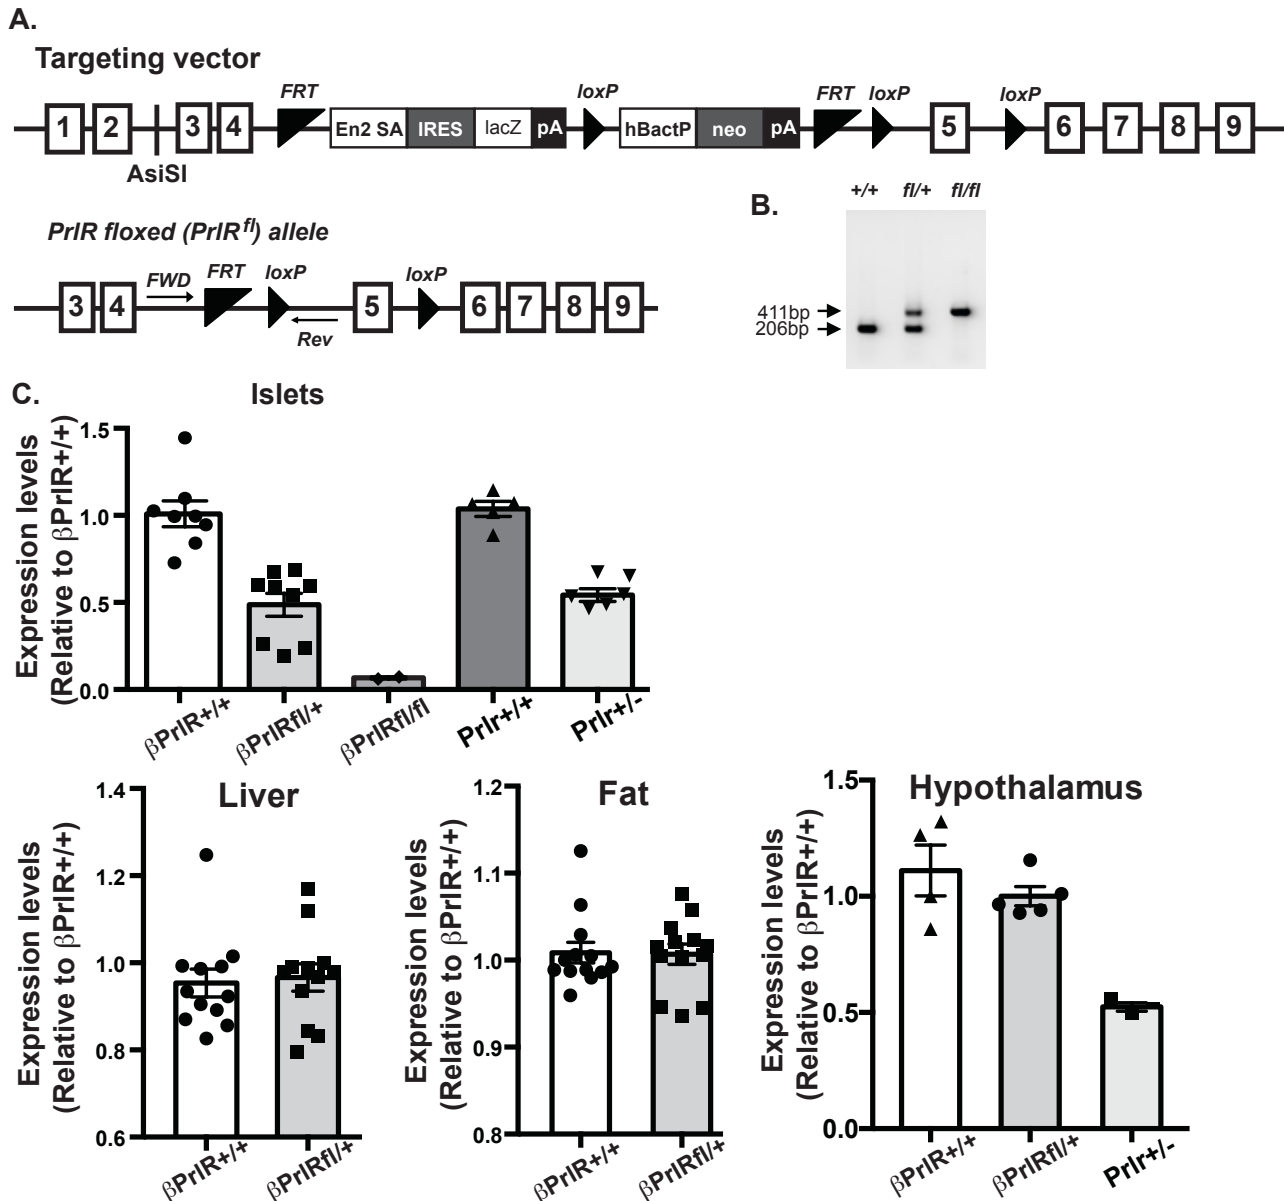 A.
Targeting vector
FRT
loxP
FRT
loxP
loxP
1
2
3
4
En2 SA
IRES
lacZ
pA
hBactP
neo
pA
5
6
7
8
9
AsiSI
B.
+/+
fl/+
fl/fl
411bp
206bp
PrlR floxed (PrlR fl) allele
FWD
FRT
loxP
loxP
3
4
5
6
7
8
9
Rev
C.
Islets
Expression levels
(Relative to βPrlR+/+)
1.5
1.0
0.5
0.0
βPrlR+/+
βPrlRfl/+
βPrlRfl/fl
Prlr+/+
Prlr+/-
Liver
Expression levels
(Relative to βPrlR+/+)
1.4
1.2
1.0
0.8
0.6
βPrlR+/+
βPrlRfl/+
Fat
Expression levels
(Relative to βPrlR+/+)
1.2
1.1
1.0
0.9
0.8
βPrlR+/+
βPrlRfl/+
Hypothalamus
Expression levels
(Relative to βPrlR+/+)
1.5
1.0
0.5
0.0
βPrlR+/+
βPrlRfl/+
Prlr+/-